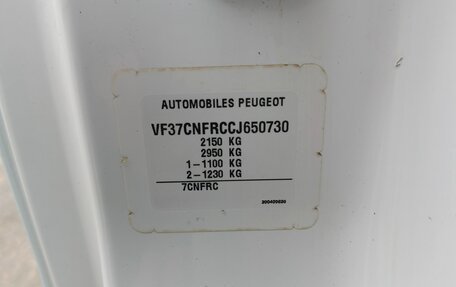 AUTOMOBILES PEUGEOT
VF37CNFRCCJ650730
2150 KG
2950 KG
1-1100 KG
2-1230 KG
7CNFRC